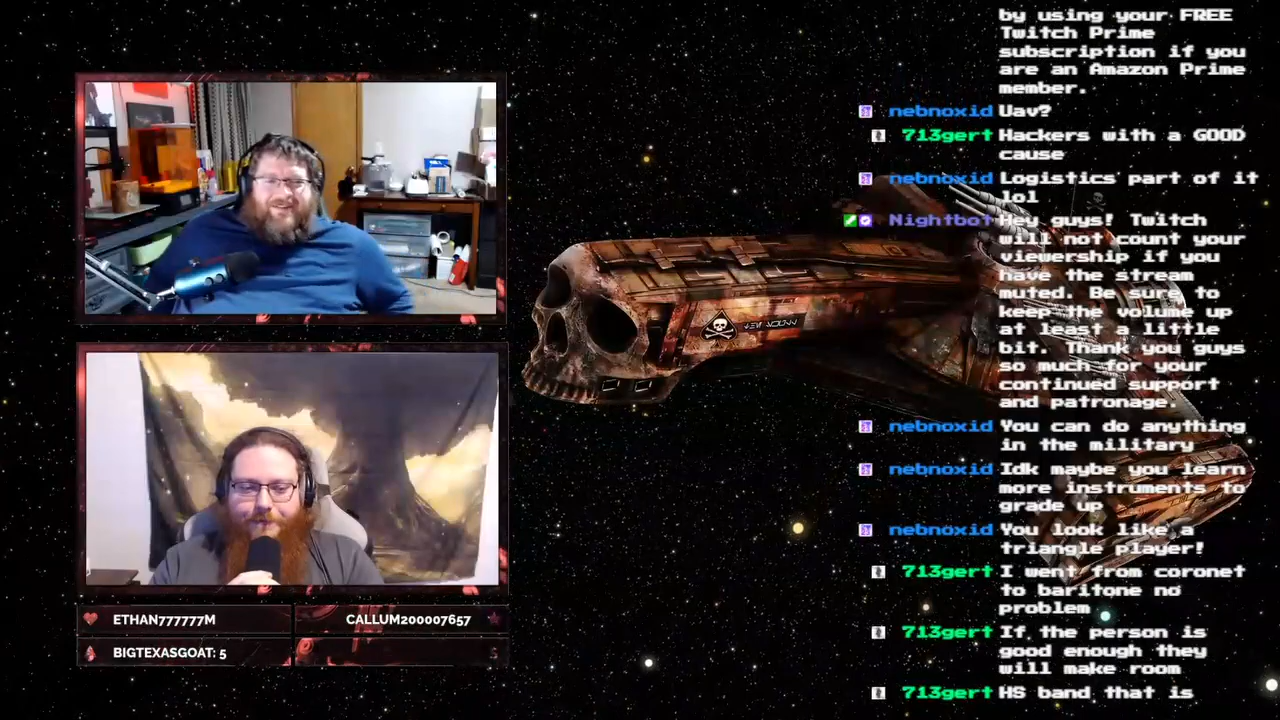 by using your FREE
Twitch Prime
subscription if you
are an Amazon Prime
member.
nebnoxid Uav?
713gert Hackers with a GOOD
cause
nebnoxid Logistics part of it
lol
Nightbot Hey guys! Twitch
will not count your
viewership if you
have the stream
muted. Be sure to
keep the volume up
at least a little
bit. Thank you guys
so much for your
continued support
and patronage.
nebnoxid You can do anything
in the military
nebnoxid Idk maybe you learn
more instruments to
grade up
nebnoxid You look like a
triangle player!
713gert I went from coronet
to baritone no
problem
713gert If the person is
good enough they
will make room
713gert HS band that is
ETHAN777777M
CALLUM200007657
BIGTEXASGOAT: 5